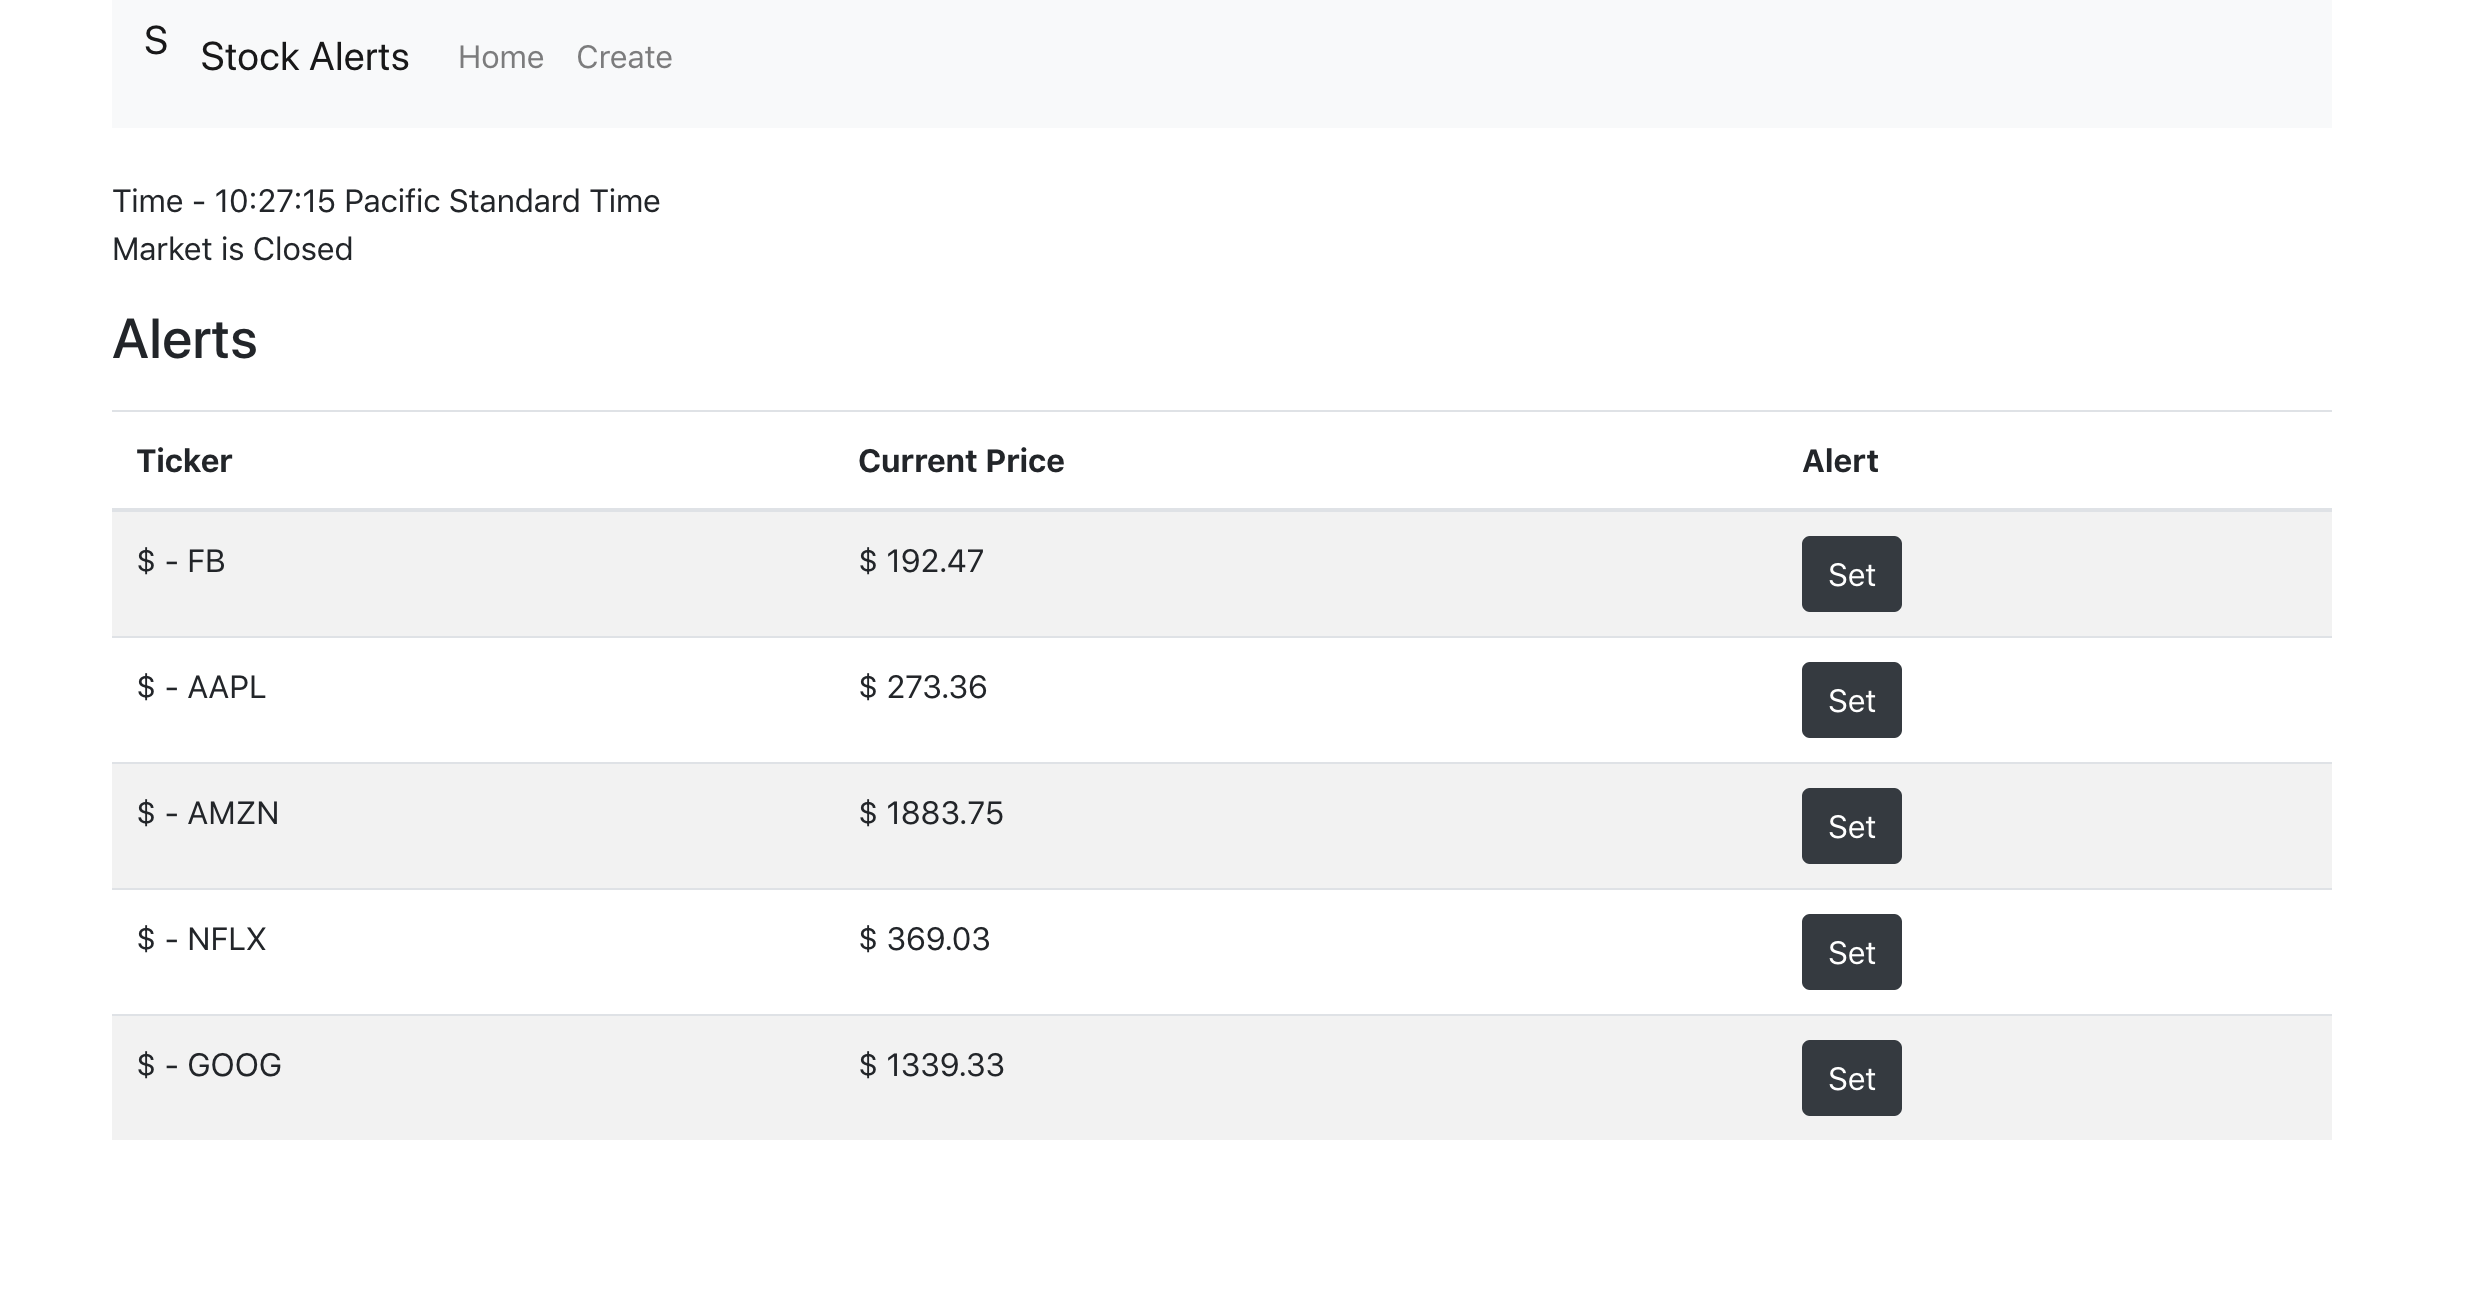 S Stock Alerts Home Create
Time - 10:27:15 Pacific Standard Time
Market is Closed
Alerts
Ticker Current Price Alert
$ - FB $ 192.47 Set
$ - AAPL $ 273.36 Set
$ - AMZN $ 1883.75 Set
$ - NFLX $ 369.03 Set
$ - GOOG $ 1339.33 Set